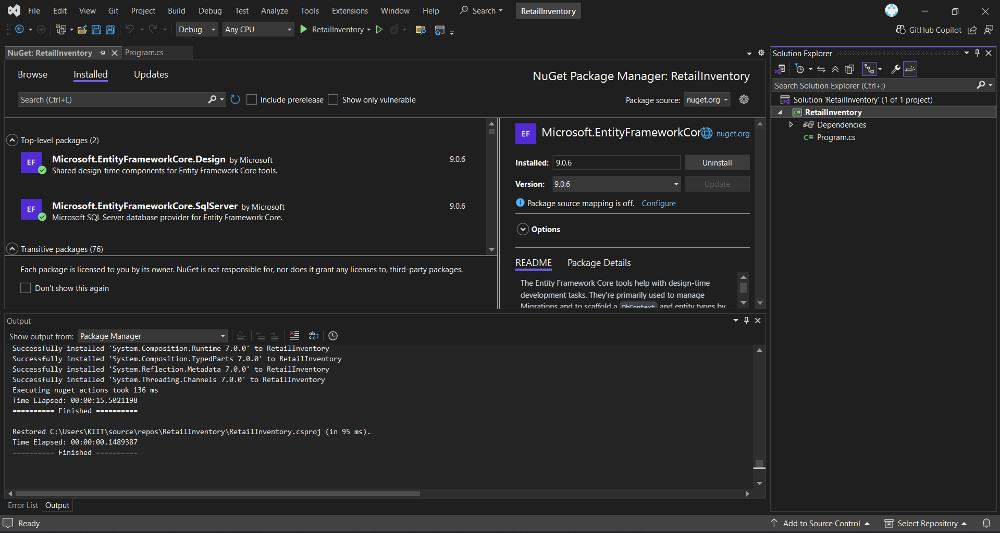 File Edit View Git Project Build Debug Test Analyze Tools Extensions Window Help Search RetailInventory
Debug Any CPU RetailInventory GitHub Copilot
NuGet: RetailInventory Program.cs
Browse Installed Updates
NuGet Package Manager: RetailInventory
Search (Ctrl+L) Include prerelease Show only vulnerable
Package source: nuget.org
Top-level packages (2)
EF
Microsoft.EntityFrameworkCore.Design by Microsoft 9.0.6
Shared design-time components for Entity Framework Core tools.
EF
Microsoft.EntityFrameworkCore.SqlServer by Microsoft 9.0.6
Microsoft SQL Server database provider for Entity Framework Core.
Transitive packages (76)
Each package is licensed to you by its owner. NuGet is not responsible for, nor does it grant any licenses to, third-party packages.
Don't show this again
EF
Microsoft.EntityFrameworkCor nuget.org
Installed: 9.0.6 Uninstall
Version: 9.0.6 Update
Package source mapping is off. Configure
Options
README Package Details
The Entity Framework Core tools help with design-time
development tasks. They're primarily used to manage
Migrations and to scaffold a DbContext and entity types by
Output
Show output from: Package Manager
Successfully installed 'System.Composition.Runtime 7.0.0' to RetailInventory
Successfully installed 'System.Composition.TypedParts 7.0.0' to RetailInventory
Successfully installed 'System.Reflection.Metadata 7.0.0' to RetailInventory
Successfully installed 'System.Threading.Channels 7.0.0' to RetailInventory
Executing nuget actions took 136 ms
Time Elapsed: 00:00:15.5021198
========== Finished ==========
Restored C:\Users\KIIT\source\repos\RetailInventory\RetailInventory.csproj (in 95 ms).
Time Elapsed: 00:00:00.1489387
========== Finished ==========
Error List Output
Solution Explorer
Search Solution Explorer (Ctrl+;)
Solution 'RetailInventory' (1 of 1 project)
C# RetailInventory
Dependencies
C# Program.cs
Ready Add to Source Control Select Repository